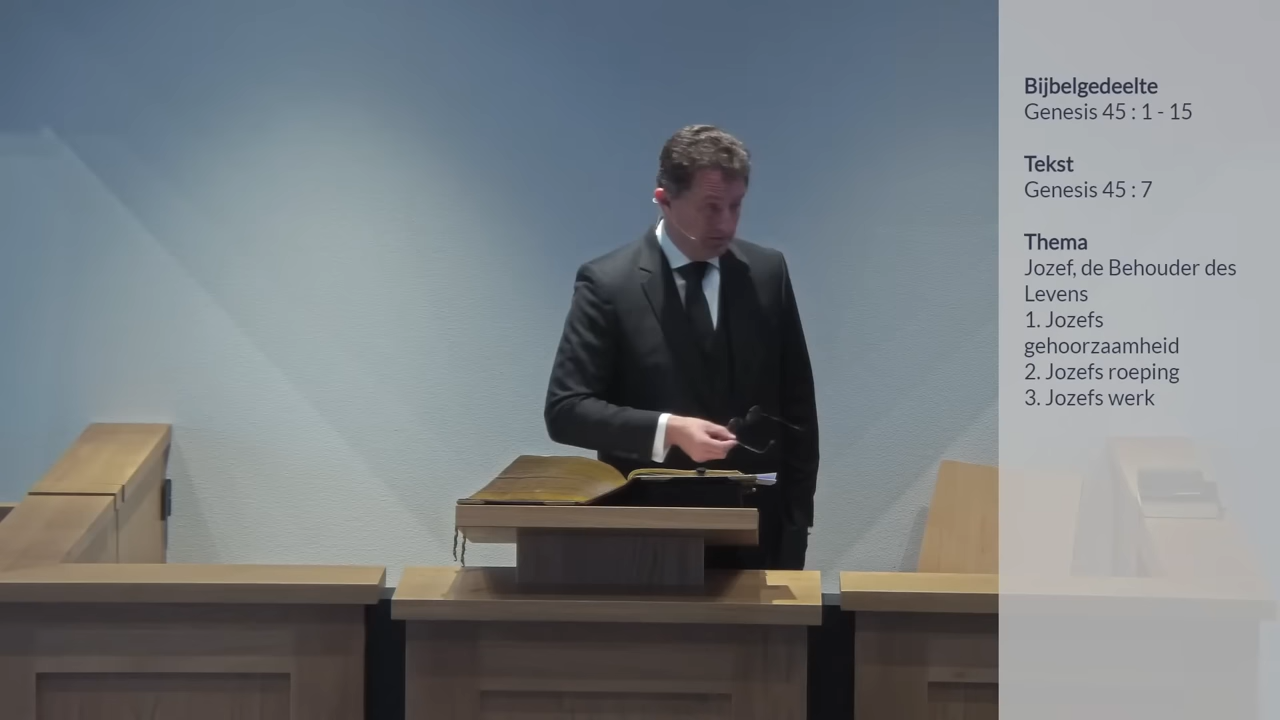 Bijbelgedeelte
Genesis 45 : 1 - 15
Tekst
Genesis 45 : 7
Thema
Jozef, de Behouder des
Levens
1. Jozefs
gehoorzaamheid
2. Jozefs roeping
3. Jozefs werk